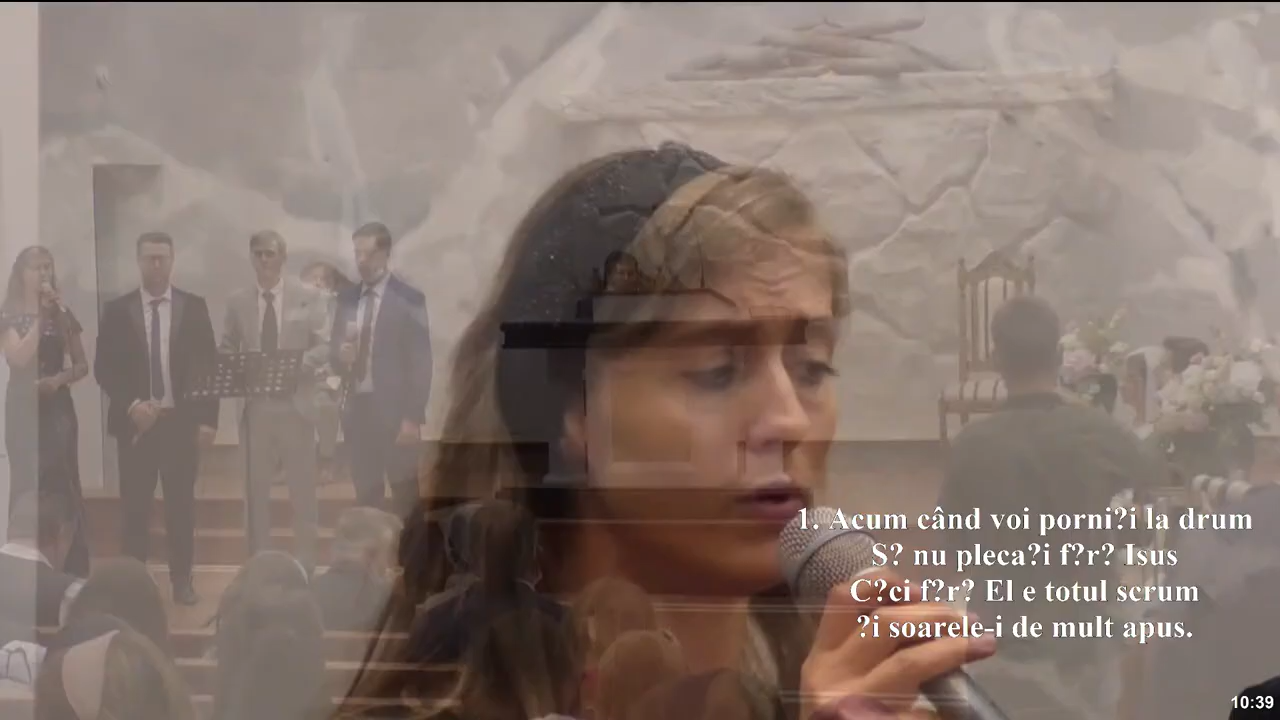 1. Acum când voi porni?i la drum
S? nu pleca?i f?r? Isus
C?ci f?r? El e totul scrum
?i soarele-i de mult apus.
10:39